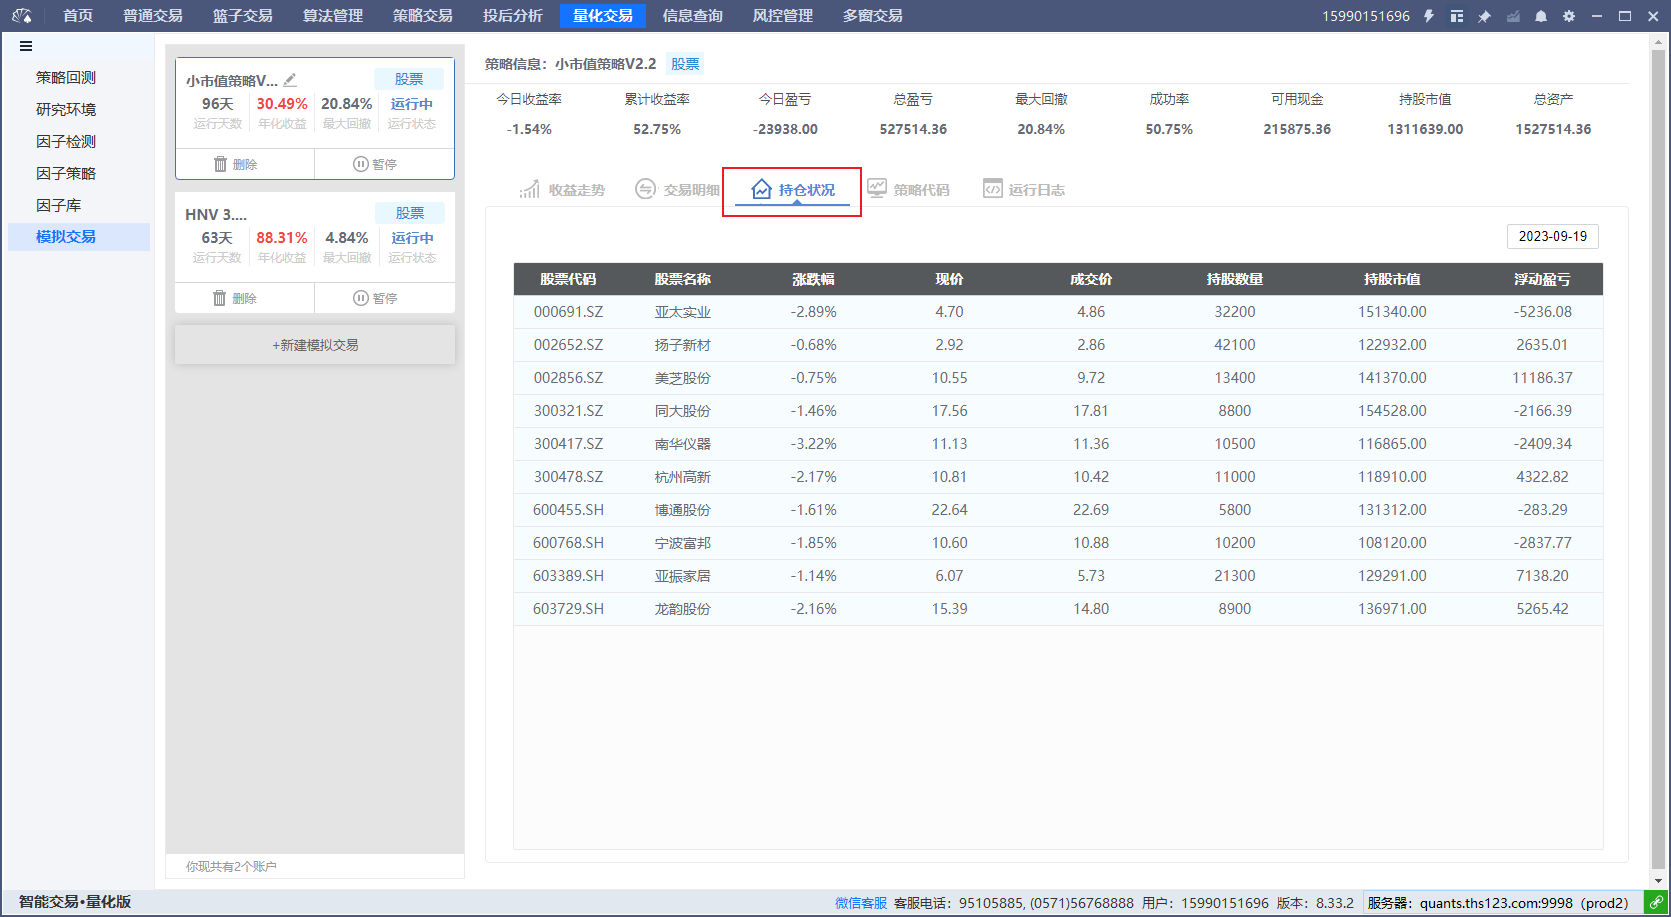 首页 普通交易 篮子交易 算法管理 策略交易 投后分析 量化交易 信息查询 风控管理 多窗交易 15990151696
策略回测
研究环境
因子检测
因子策略
因子库
模拟交易
小市值策略V... 股票
96天 30.49% 20.84% 运行中
运行天数 年化收益 最大回撤 运行状态
删除 暂停
HNV 3.... 股票
63天 88.31% 4.84% 运行中
运行天数 年化收益 最大回撤 运行状态
删除 暂停
+新建模拟交易
你现共有2个账户
策略信息：小市值策略V2.2 股票
今日收益率 累计收益率 今日盈亏 总盈亏 最大回撤 成功率 可用现金 持股市值 总资产
-1.54% 52.75% -23938.00 527514.36 20.84% 50.75% 215875.36 1311639.00 1527514.36
收益走势 交易明细 持仓状况 策略代码 运行日志
2023-09-19
股票代码 股票名称 涨跌幅 现价 成交价 持股数量 持股市值 浮动盈亏
000691.SZ 亚太实业 -2.89% 4.70 4.86 32200 151340.00 -5236.08
002652.SZ 扬子新材 -0.68% 2.92 2.86 42100 122932.00 2635.01
002856.SZ 美芝股份 -0.75% 10.55 9.72 13400 141370.00 11186.37
300321.SZ 同大股份 -1.46% 17.56 17.81 8800 154528.00 -2166.39
300417.SZ 南华仪器 -3.22% 11.13 11.36 10500 116865.00 -2409.34
300478.SZ 杭州高新 -2.17% 10.81 10.42 11000 118910.00 4322.82
600455.SH 博通股份 -1.61% 22.64 22.69 5800 131312.00 -283.29
600768.SH 宁波富邦 -1.85% 10.60 10.88 10200 108120.00 -2837.77
603389.SH 亚振家居 -1.14% 6.07 5.73 21300 129291.00 7138.20
603729.SH 龙韵股份 -2.16% 15.39 14.80 8900 136971.00 5265.42
智能交易•量化版 微信客服 客服电话：95105885, (0571)56768888 用户：15990151696 版本：8.33.2 服务器：quants.ths123.com:9998（prod2）